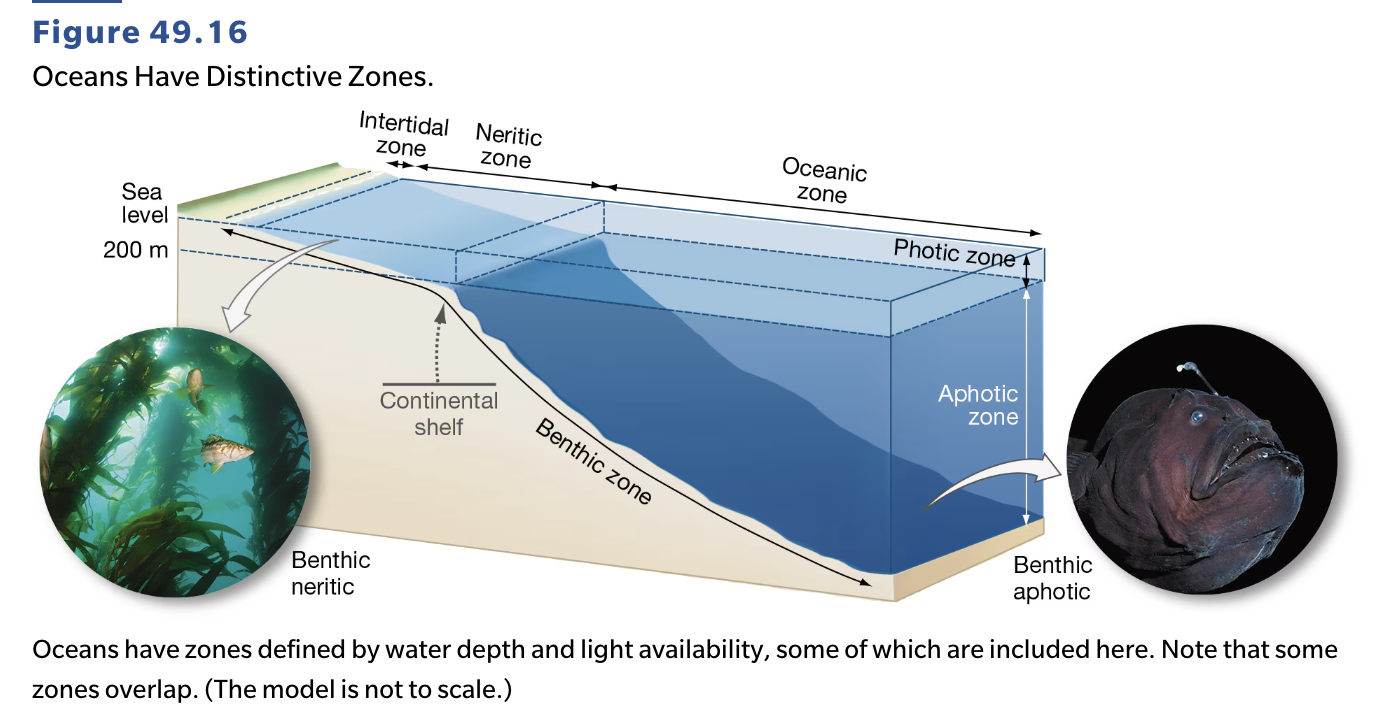 Figure 49.16
Oceans Have Distinctive Zones.
Intertidal
zone
Neritic
zone
Oceanic
zone
Sea
level
200 m
Photic zone
Aphotic
zone
Continental
shelf
Benthic zone
Benthic
neritic
Benthic
aphotic
Oceans have zones defined by water depth and light availability, some of which are included here. Note that some
zones overlap. (The model is not to scale.)